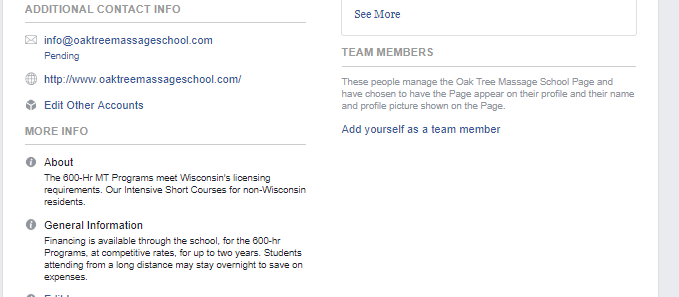 ADDITIONAL CONTACT INFO
info@oaktreemassageschool.com
Pending
http://www.oaktreemassageschool.com/
Edit Other Accounts
MORE INFO
About
The 600-Hr MT Programs meet Wisconsin's licensing
requirements. Our Intensive Short Courses for non-Wisconsin
residents.
General Information
Financing is available through the school, for the 600-hr
Programs, at competitive rates, for up to two years. Students
attending from a long distance may stay overnight to save on
expenses.
See More
TEAM MEMBERS
These people manage the Oak Tree Massage School Page and
have chosen to have the Page appear on their profile and their name
and profile picture shown on the Page.
Add yourself as a team member